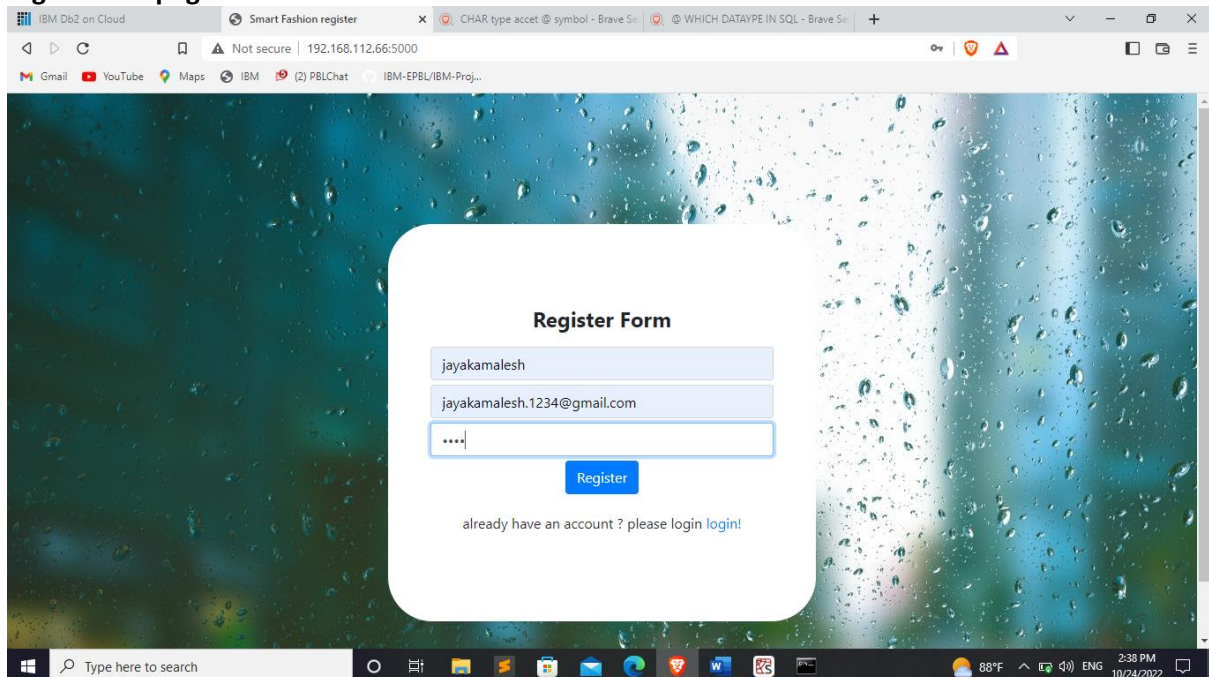 IBM Db2 on Cloud
Smart Fashion register
CHAR type accet @ symbol - Brave Se
@ WHICH DATAYPE IN SQL - Brave Se
Not secure | 192.168.112.66:5000
Gmail YouTube Maps IBM (2) PBLChat IBM-EPBL/IBM-Proj...
Register Form
jayakamalesh
jayakamalesh.1234@gmail.com
••••
Register
already have an account ? please login login!
Type here to search
88°F
ENG
2:38 PM
10/24/2022